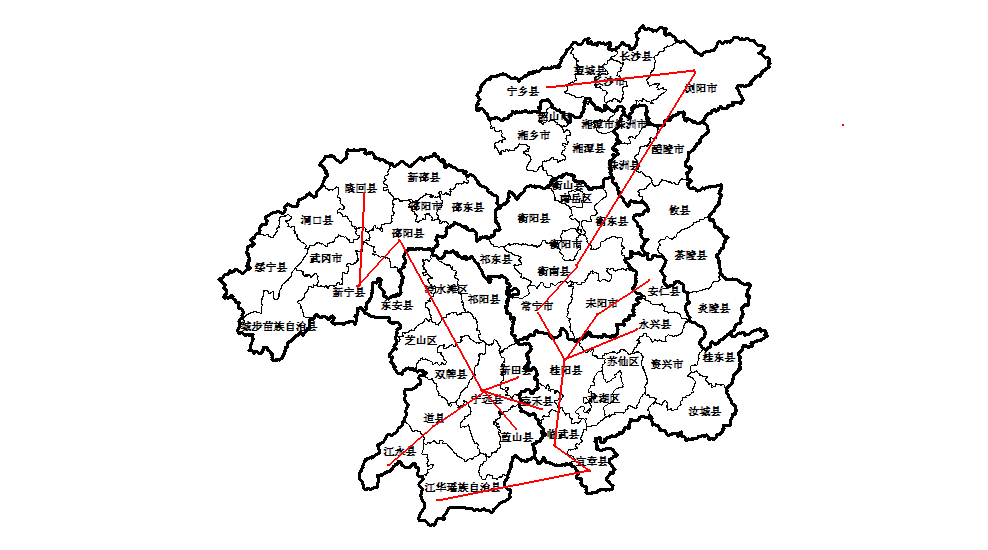 长沙县
望城县
长沙市
浏阳市
宁乡县
韶山市
湘潭市
株洲市
湘乡市
湘潭县
醴陵市
株洲县
新邵县
隆回县
衡山县
南岳区
邵阳市
邵东县
攸县
洞口县
衡阳县
衡东县
邵阳县
衡阳市
茶陵县
武冈市
祁东县
绥宁县
衡南县
新宁县
冷水滩区
安仁县
祁阳县
东安县
常宁市
耒阳市
炎陵县
城步苗族自治县
永兴县
芝山区
桂东县
苏仙区
资兴市
新田县
桂阳县
双牌县
宁远县
嘉禾县
北湖区
汝城县
道县
蓝山县
临武县
江永县
宜章县
江华瑶族自治县